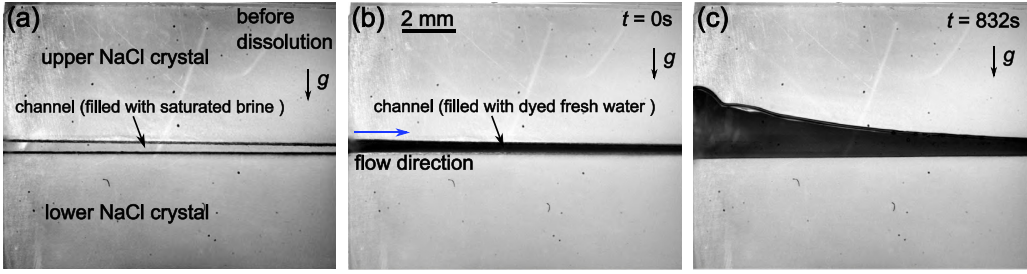 (a)
before
dissolution
upper NaCl crystal
g
channel (filled with saturated brine )
lower NaCl crystal
(b)
2 mm
t = 0s
g
channel (filled with dyed fresh water )
flow direction
(c)
t = 832s
g